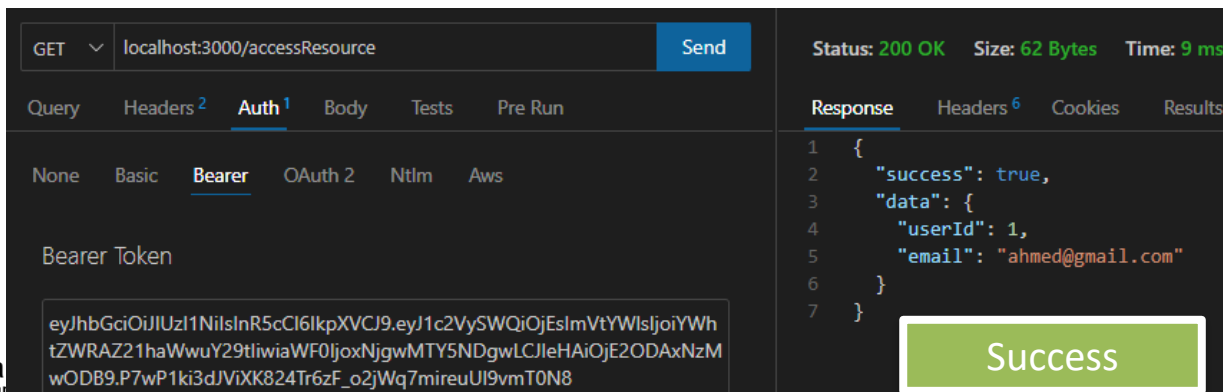 GET localhost:3000/accessResource Send
Query Headers 2 Auth 1 Body Tests Pre Run
None Basic Bearer OAuth 2 Ntlm Aws
Bearer Token
eyJhbGciOiJIUzI1NiIsInR5cCI6IkpXVCJ9.eyJ1c2VySWQiOjEsImVtYWlsIjoiYWh
tZWRAZ21haWwuY29tIiwiaWF0IjoxNjgwMTY5NDgwLCJleHAiOjE2ODAxNzM
wODB9.P7wP1ki3dJViXK824Tr6zF_o2jWq7mireuUI9vmT0N8
Status: 200 OK Size: 62 Bytes Time: 9 ms
Response Headers 6 Cookies Results
1 {
2 "success": true,
3 "data": {
4 "userId": 1,
5 "email": "ahmed@gmail.com"
6 }
7 }
Success